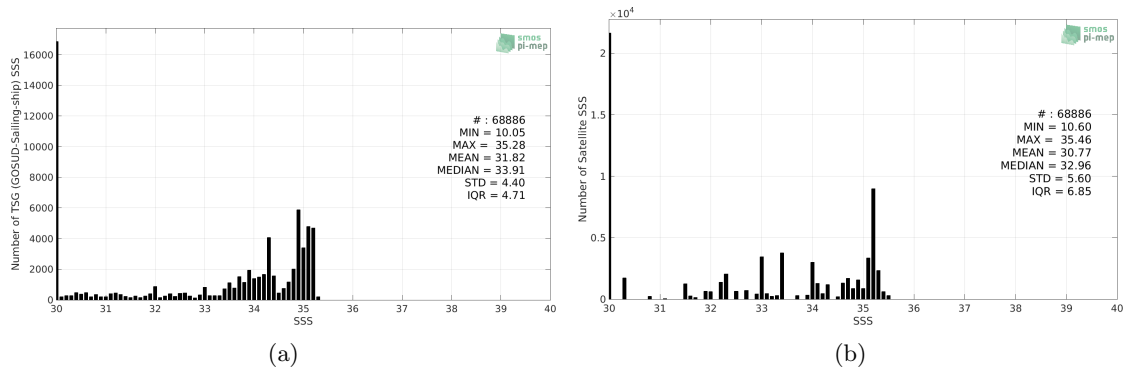 Number of TSG (GOSUD-Sailing-ship) SSS
16000
14000
12000
10000
8000
6000
4000
2000
0
30 31 32 33 34 35 36 37 38 39 40
SSS
smos
pi-mep
# : 68886
MIN = 10.05
MAX = 35.28
MEAN = 31.82
MEDIAN = 33.91
STD = 4.40
IQR = 4.71
(a)
×10⁴
Number of Satellite SSS
2
1.5
1
0.5
0
30 31 32 33 34 35 36 37 38 39 40
SSS
smos
pi-mep
# : 68886
MIN = 10.60
MAX = 35.46
MEAN = 30.77
MEDIAN = 32.96
STD = 5.60
IQR = 6.85
(b)